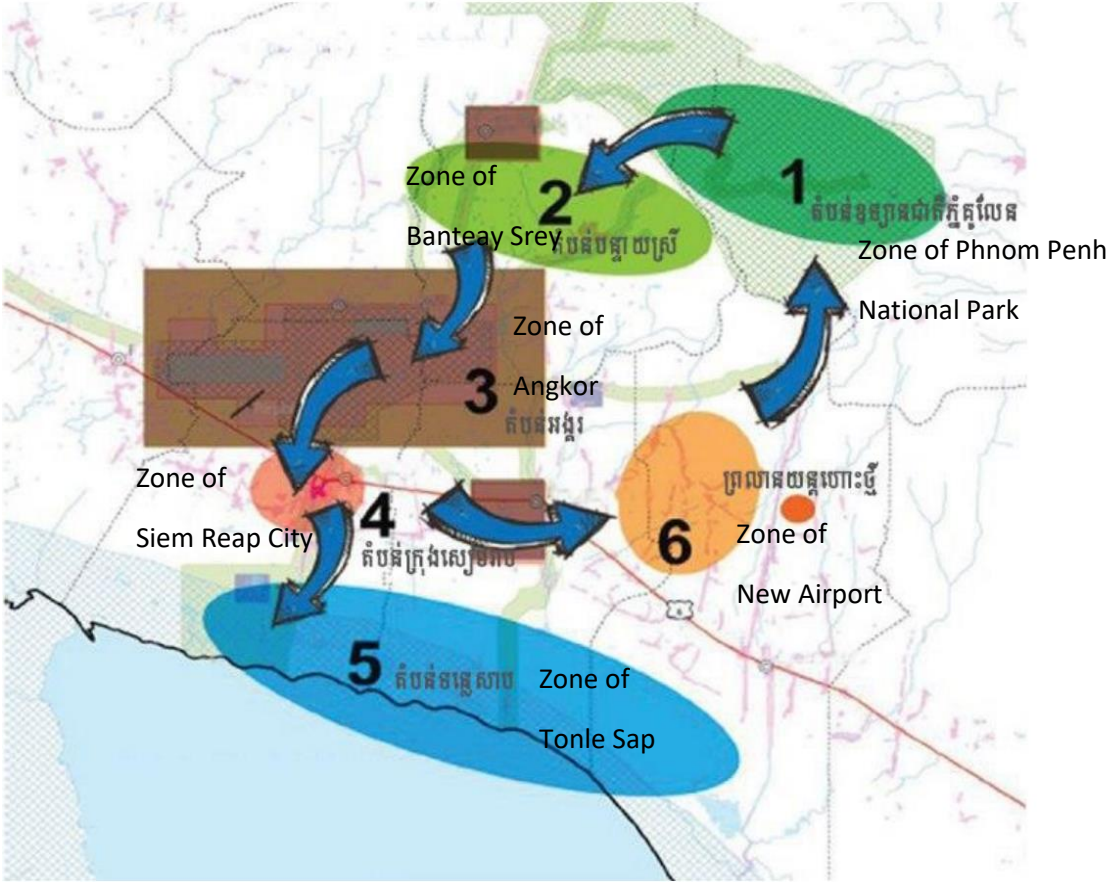 1
តំបន់ឧទ្យានជាតិភ្នំគូលែន
Zone of Phnom Penh
National Park
Zone of
Banteay Srey
2
តំបន់បន្ទាយស្រី
Zone of
Angkor
3
តំបន់អង្គរ
Zone of
Siem Reap City
4
តំបន់ក្រុងសៀមរាប
5
តំបន់ទន្លេសាប
Zone of
Tonle Sap
ព្រលានយន្តហោះថ្មី
6
Zone of
New Airport